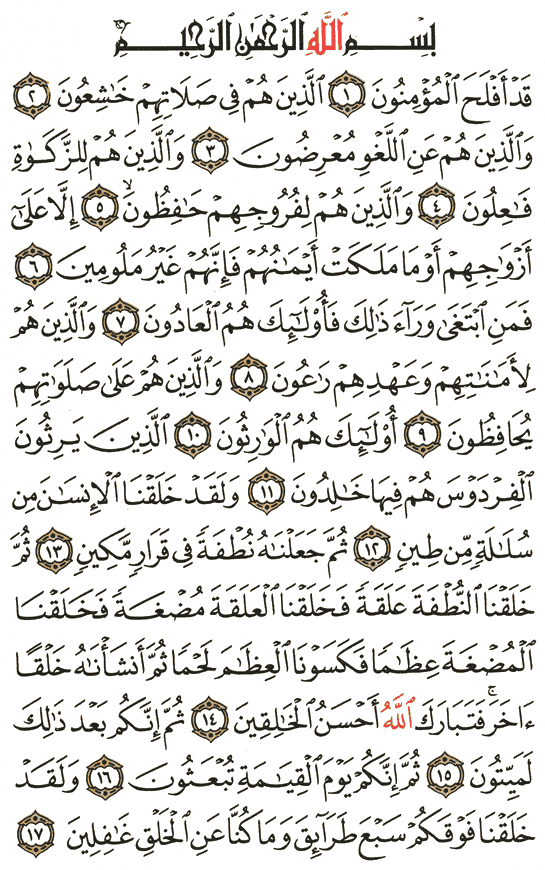 بِسْمِ ٱللَّهِ ٱلرَّحْمَٰنِ ٱلرَّحِيمِ
قَدْ أَفْلَحَ ٱلْمُؤْمِنُونَ ١ ٱلَّذِينَ هُمْ فِى صَلَاتِهِمْ خَٰشِعُونَ ٢
وَٱلَّذِينَ هُمْ عَنِ ٱللَّغْوِ مُعْرِضُونَ ٣ وَٱلَّذِينَ هُمْ لِلزَّكَوٰةِ
فَٰعِلُونَ ٤ وَٱلَّذِينَ هُمْ لِفُرُوجِهِمْ حَٰفِظُونَ ٥ إِلَّا عَلَىٰٓ
أَزْوَٰجِهِمْ أَوْ مَا مَلَكَتْ أَيْمَٰنُهُمْ فَإِنَّهُمْ غَيْرُ مَلُومِينَ ٦
فَمَنِ ٱبْتَغَىٰ وَرَآءَ ذَٰلِكَ فَأُو۟لَٰٓئِكَ هُمُ ٱلْعَادُونَ ٧ وَٱلَّذِينَ هُمْ
لِأَمَٰنَٰتِهِمْ وَعَهْدِهِمْ رَٰعُونَ ٨ وَٱلَّذِينَ هُمْ عَلَىٰ صَلَوَٰتِهِمْ
يُحَافِظُونَ ٩ أُو۟لَٰٓئِكَ هُمُ ٱلْوَٰرِثُونَ ١٠ ٱلَّذِينَ يَرِثُونَ
ٱلْفِرْدَوْسَ هُمْ فِيهَا خَٰلِدُونَ ١١ وَلَقَدْ خَلَقْنَا ٱلْإِنسَٰنَ مِن
سُلَٰلَةٍ مِّن طِينٍ ١٢ ثُمَّ جَعَلْنَٰهُ نُطْفَةً فِى قَرَارٍ مَّكِينٍ ١٣ ثُمَّ
خَلَقْنَا ٱلنُّطْفَةَ عَلَقَةً فَخَلَقْنَا ٱلْعَلَقَةَ مُضْغَةً فَخَلَقْنَا
ٱلْمُضْغَةَ عِظَٰمًا فَكَسَوْنَا ٱلْعِظَٰمَ لَحْمًا ثُمَّ أَنشَأْنَٰهُ خَلْقًا
ءَاخَرَ ۚ فَتَبَارَكَ ٱللَّهُ أَحْسَنُ ٱلْخَٰلِقِينَ ١٤ ثُمَّ إِنَّكُم بَعْدَ ذَٰلِكَ
لَمَيِّتُونَ ١٥ ثُمَّ إِنَّكُمْ يَوْمَ ٱلْقِيَٰمَةِ تُبْعَثُونَ ١٦ وَلَقَدْ
خَلَقْنَا فَوْقَكُمْ سَبْعَ طَرَآئِقَ وَمَا كُنَّا عَنِ ٱلْخَلْقِ غَٰفِلِينَ ١٧